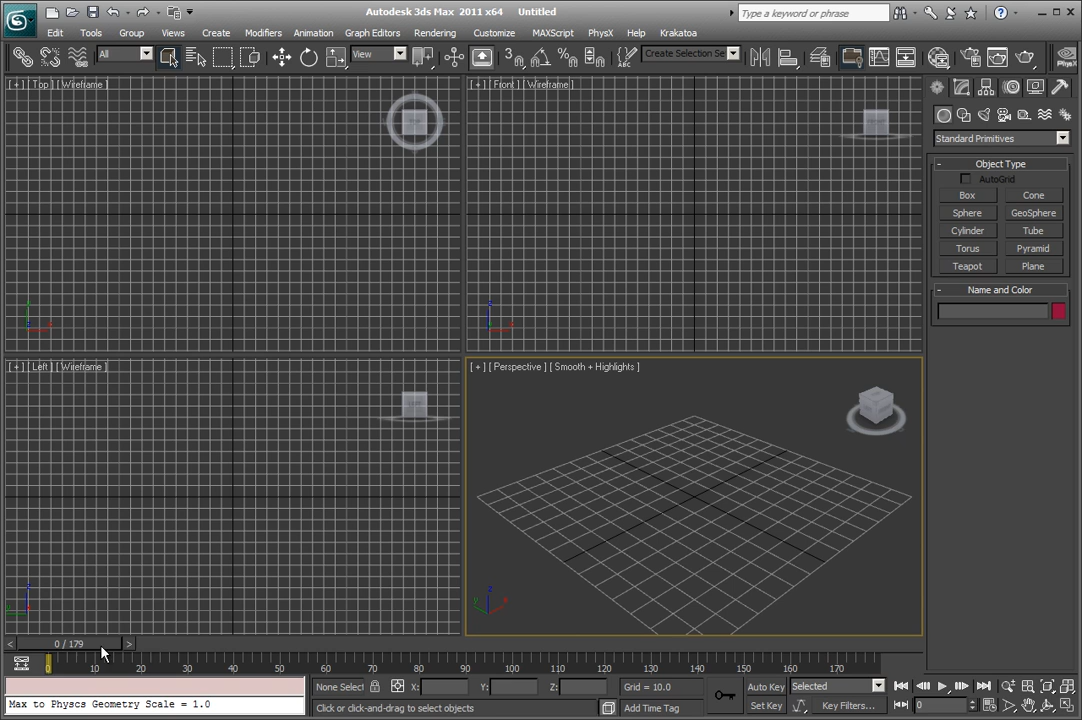 Autodesk 3ds Max 2011 x64 Untitled
Type a keyword or phrase
Edit Tools Group Views Create Modifiers Animation Graph Editors Rendering Customize MAXScript PhysX Help Krakatoa
All
View
3
Create Selection Se
PhysX
[ + ] [ Top ] [ Wireframe ]
[ + ] [ Front ] [ Wireframe ]
[ + ] [ Left ] [ Wireframe ]
[ + ] [ Perspective ] [ Smooth + Highlights ]
Standard Primitives
- Object Type
AutoGrid
Box Cone
Sphere GeoSphere
Cylinder Tube
Torus Pyramid
Teapot Plane
- Name and Color
< 0 / 179 >
0 10 20 30 40 50 60 70 80 90 100 110 120 130 140 150 160 170
None Select X: Y: Z: Grid = 10.0 Auto Key Selected
Max to Physcs Geometry Scale = 1.0
Click or click-and-drag to select objects Add Time Tag Set Key Key Filters... 0